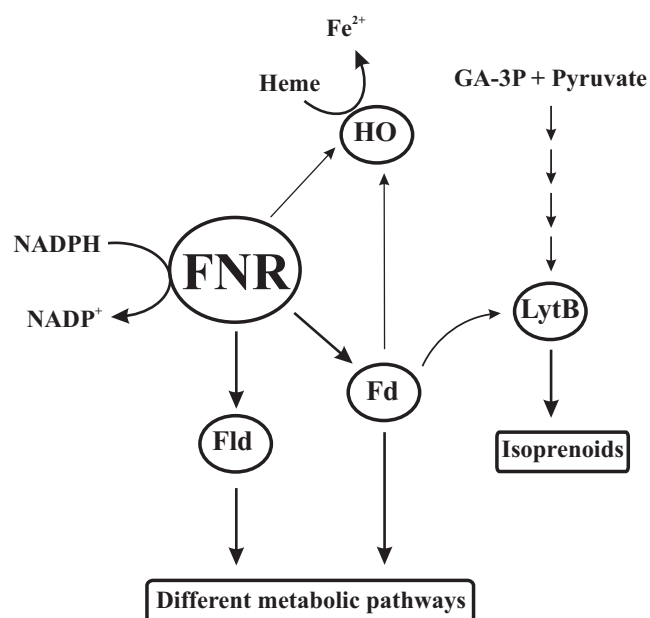 Fe²⁺
Heme
GA-3P + Pyruvate
HO
NADPH
FNR
NADP⁺
LytB
Fd
Fld
Isoprenoids
Different metabolic pathways